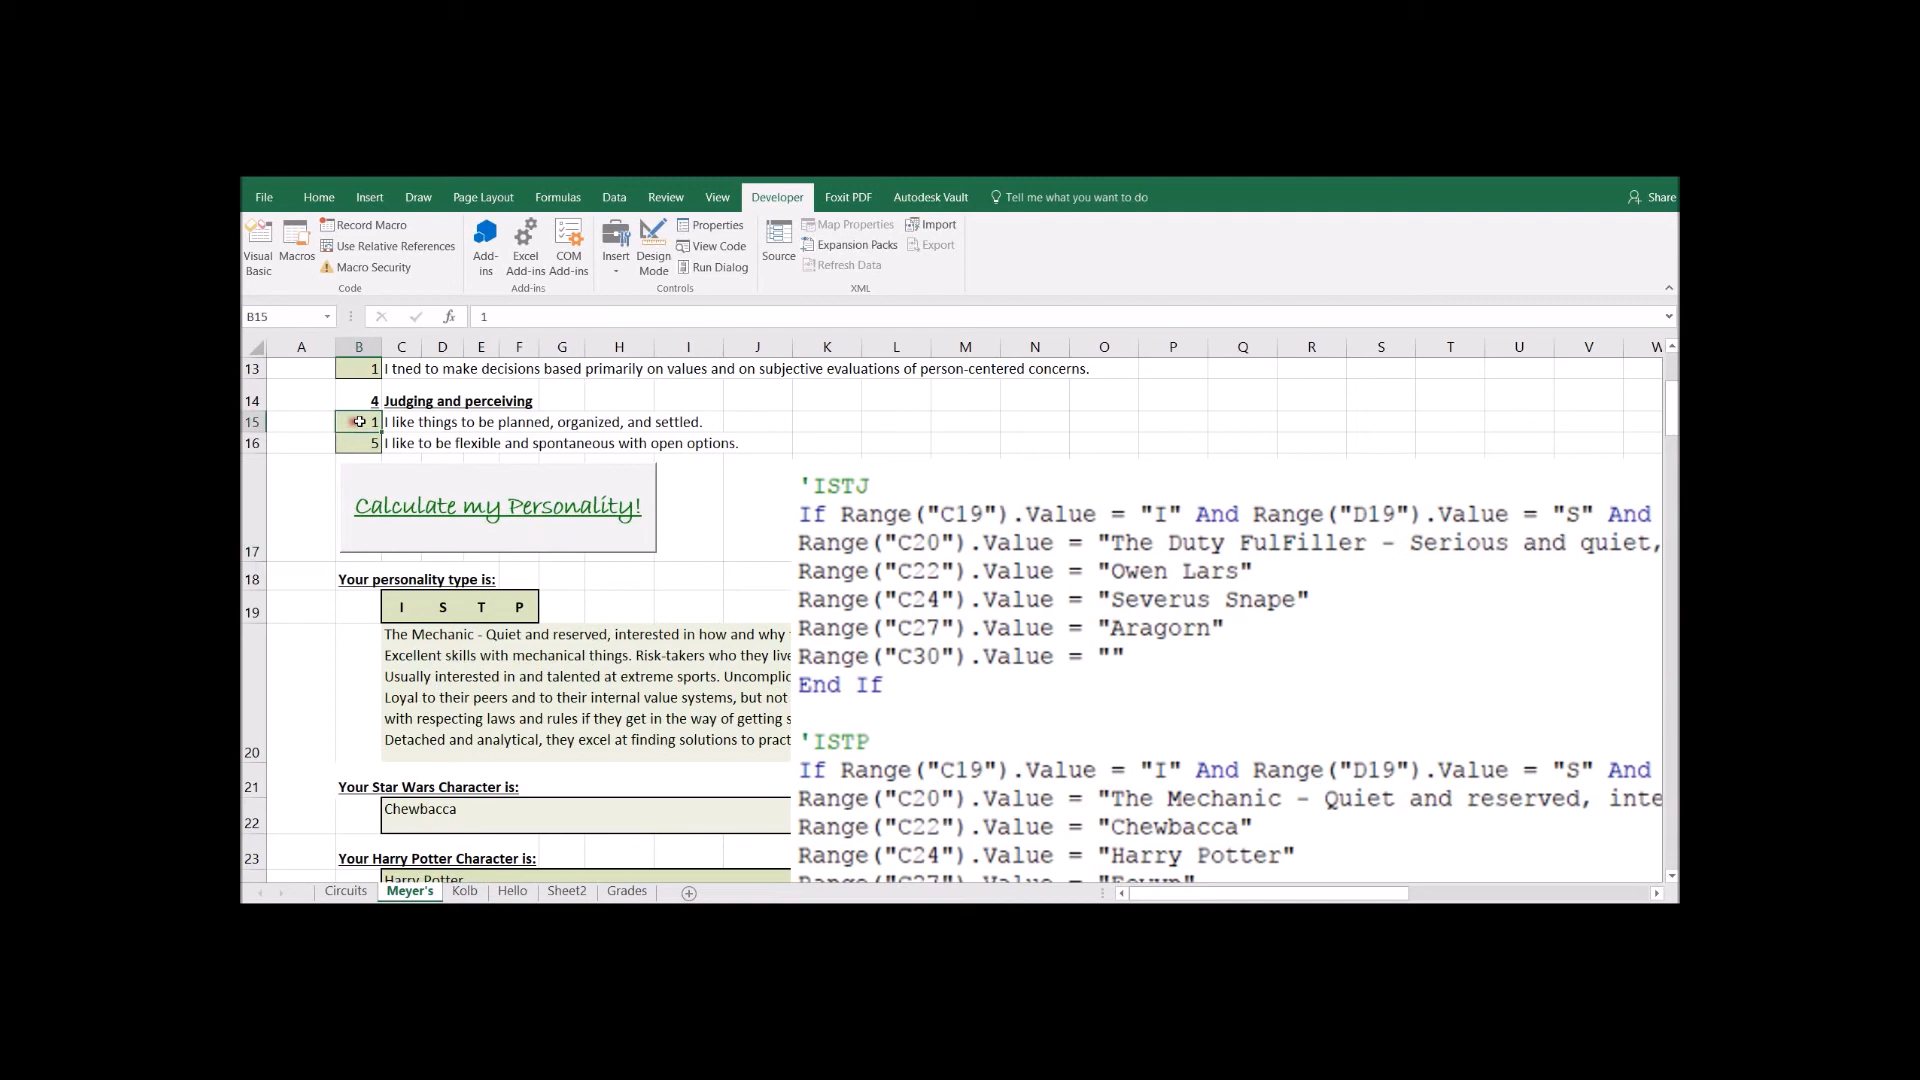 File Home Insert Draw Page Layout Formulas Data Review View Developer Foxit PDF Autodesk Vault Tell me what you want to do Share
Visual Basic
Macros
Record Macro
Use Relative References
Macro Security
Code
Add-ins
Excel Add-ins
COM Add-ins
Add-ins
Insert
Design Mode
Properties
View Code
Run Dialog
Controls
Source
Map Properties
Expansion Packs
Refresh Data
Import
Export
XML
B15 fx 1
A B C D E F G H I J K L M N O P Q R S T U V W
13 1 I tned to make decisions based primarily on values and on subjective evaluations of person-centered concerns.
14 4 Judging and perceiving
15 1 I like things to be planned, organized, and settled.
16 5 I like to be flexible and spontaneous with open options.
17 Calculate my Personality!
18 Your personality type is:
19 I S T P
20 The Mechanic - Quiet and reserved, interested in how and why
Excellent skills with mechanical things. Risk-takers who they live
Usually interested in and talented at extreme sports. Uncomplic
Loyal to their peers and to their internal value systems, but not
with respecting laws and rules if they get in the way of getting s
Detached and analytical, they excel at finding solutions to pract
21 Your Star Wars Character is:
22 Chewbacca
23 Your Harry Potter Character is:
Harry Potter
'ISTJ
If Range("C19").Value = "I" And Range("D19").Value = "S" And
Range("C20").Value = "The Duty FulFiller - Serious and quiet,
Range("C22").Value = "Owen Lars"
Range("C24").Value = "Severus Snape"
Range("C27").Value = "Aragorn"
Range("C30").Value = ""
End If
'ISTP
If Range("C19").Value = "I" And Range("D19").Value = "S" And
Range("C20").Value = "The Mechanic - Quiet and reserved, inte
Range("C22").Value = "Chewbacca"
Range("C24").Value = "Harry Potter"
Circuits Meyer's Kolb Hello Sheet2 Grades